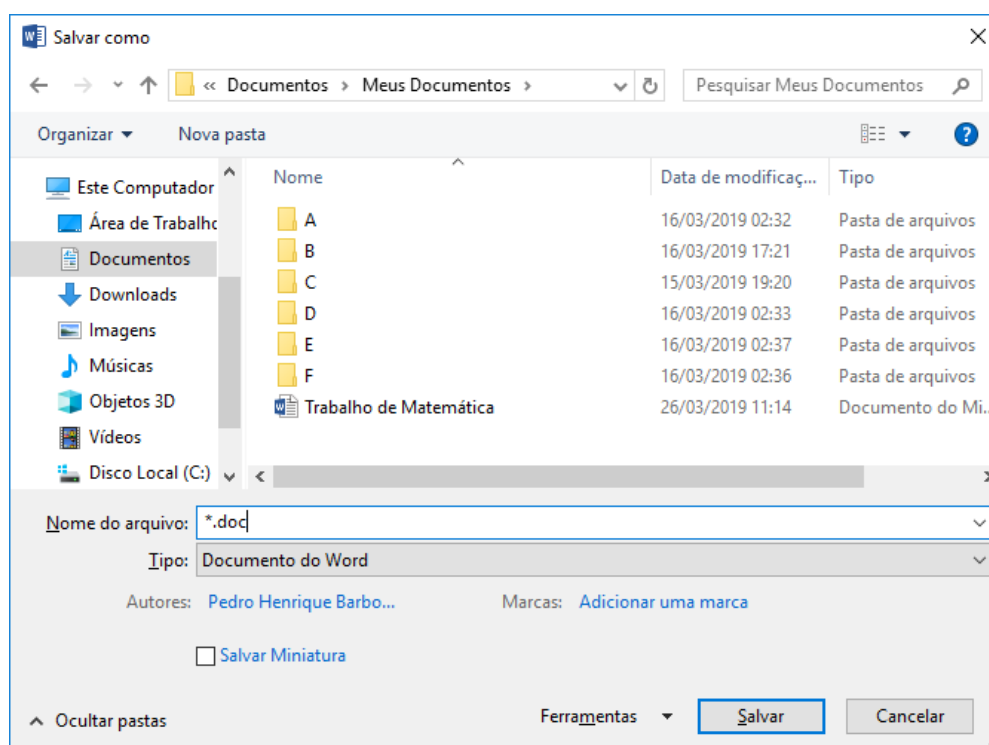 Salvar como
« Documentos > Meus Documentos >
Pesquisar Meus Documentos
Organizar
Nova pasta
Este Computador
Área de Trabalho
Documentos
Downloads
Imagens
Músicas
Objetos 3D
Vídeos
Disco Local (C:)
Nome Data de modificaç... Tipo
A 16/03/2019 02:32 Pasta de arquivos
B 16/03/2019 17:21 Pasta de arquivos
C 15/03/2019 19:20 Pasta de arquivos
D 16/03/2019 02:33 Pasta de arquivos
E 16/03/2019 02:37 Pasta de arquivos
F 16/03/2019 02:36 Pasta de arquivos
Trabalho de Matemática 26/03/2019 11:14 Documento do Mi...
Nome do arquivo: *.doc
Tipo: Documento do Word
Autores: Pedro Henrique Barbo... Marcas: Adicionar uma marca
Salvar Miniatura
Ocultar pastas Ferramentas Salvar Cancelar